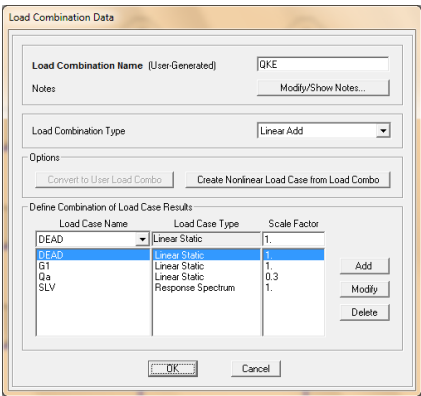 Load Combination Data
Load Combination Name (User-Generated) QKE
Notes Modify/Show Notes...
Load Combination Type Linear Add
Options
Convert to User Load Combo Create Nonlinear Load Case from Load Combo
Define Combination of Load Case Results
Load Case Name Load Case Type Scale Factor
DEAD Linear Static 1.
DEAD Linear Static 1.
G1 Linear Static 1.
Qa Linear Static 0.3
SLV Response Spectrum 1.
Add
Modify
Delete
OK Cancel